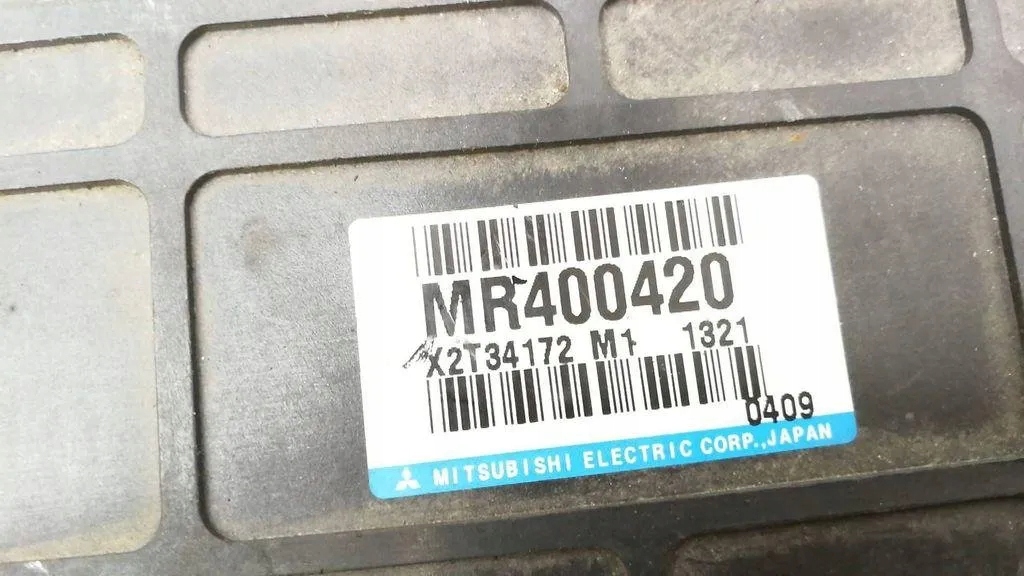 MR400420
X2T34172 M1 1321
0409
MITSUBISHI ELECTRIC CORP.,JAPAN